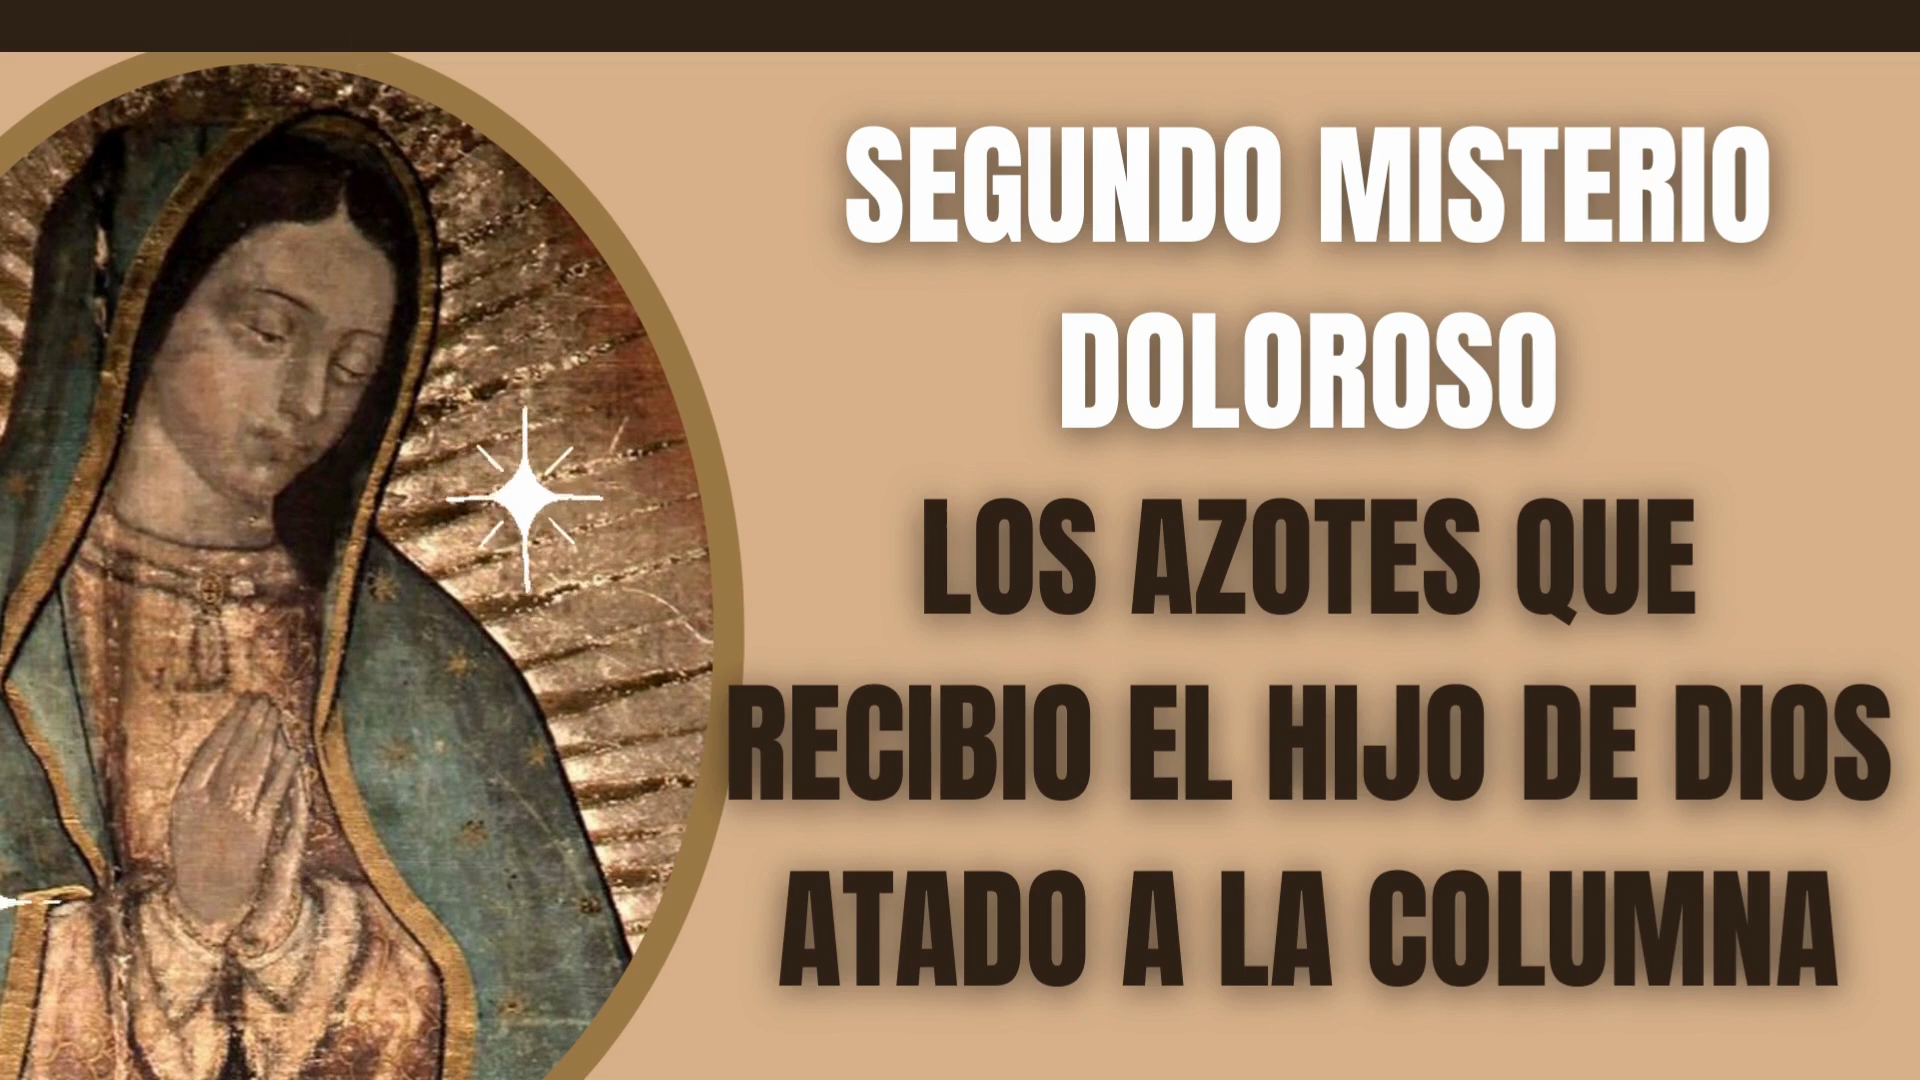 SEGUNDO MISTERIO
DOLOROSO
LOS AZOTES QUE
RECIBIO EL HIJO DE DIOS
ATADO A LA COLUMNA